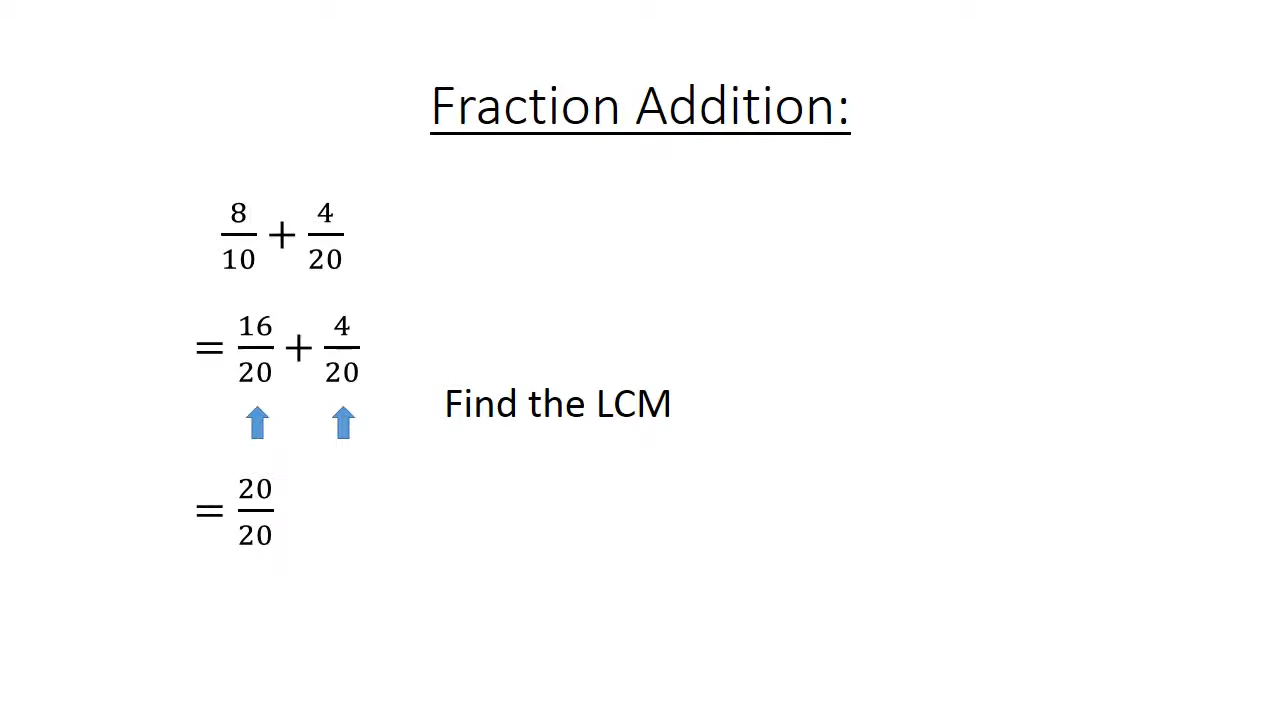 Fraction Addition:
8/10 + 4/20
= 16/20 + 4/20
Find the LCM
= 20/20